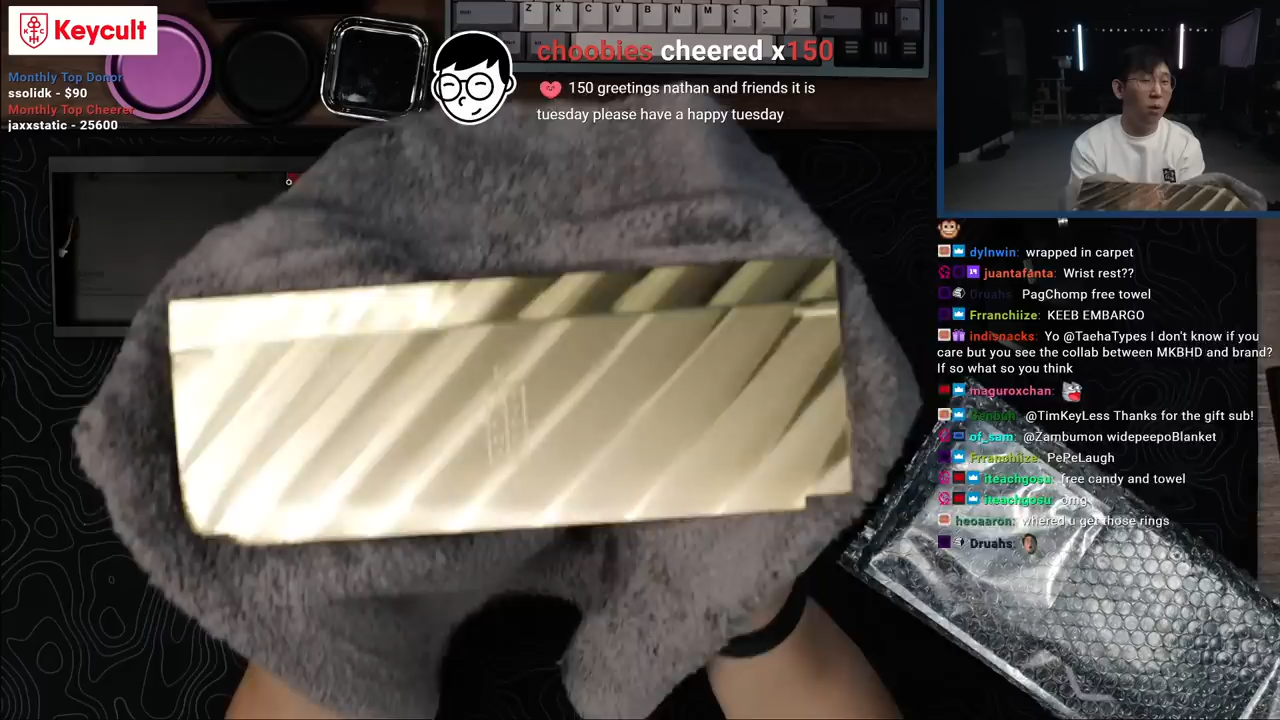 Keycult
Monthly Top Donor
ssolidk - $90
Monthly Top Cheerer
jaxxstatic - 25600
Z X C V B N M < > ?
choobies cheered x150
150 greetings nathan and friends it is
tuesday please have a happy tuesday
dylnwin: wrapped in carpet
juantafanta: Wrist rest??
Druahs: PagChomp free towel
Frranchiize: KEEB EMBARGO
indisnacks: Yo @TaehaTypes I don't know if you
care but you see the collab between MKBHD and brand?
If so what so you think
maguroxchan:
@TimKeyLess Thanks for the gift sub!
of_sam: @Zambumon widepeepoBlanket
Frranchiize: PePeLaugh
iteachgosu: free candy and towel
iteachgosu: omg
heoaaron: whered u get those rings
Druahs: